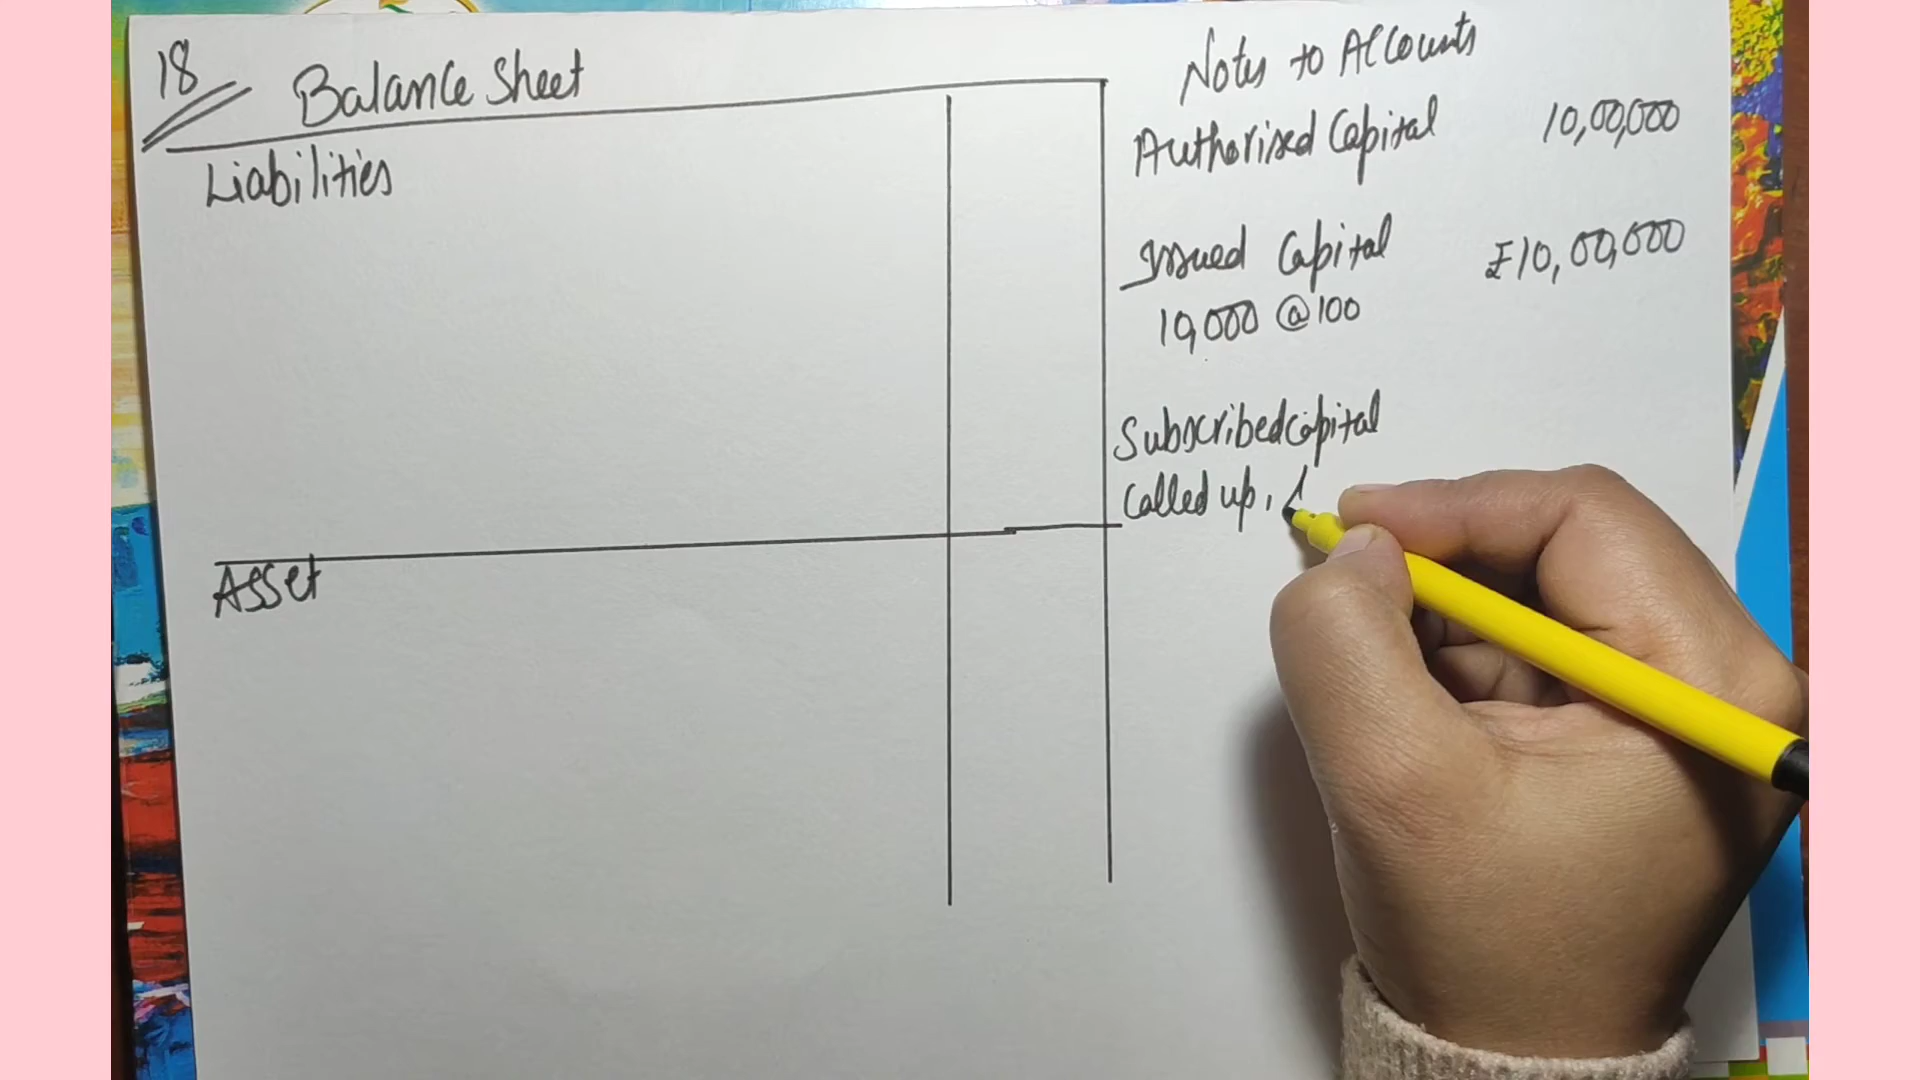 18
Balance Sheet
Liabilities
Asset
Notes to Accounts
Authorised Capital 10,00,000
Issued Capital ₹10,00,000
10,000 @ 100
Subscribed capital
Called up,